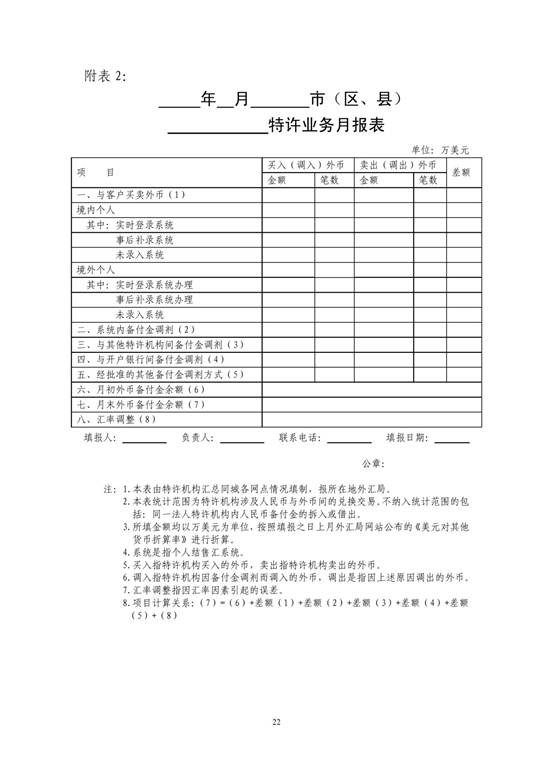 附表 2：
_____年__月______市（区、县）
__________特许业务月报表
单位：万美元
项 目 买入（调入）外币 卖出（调出）外币 差额
金额 笔数 金额 笔数
一、与客户买卖外币（1）
境内个人
其中：实时登录系统
事后补录系统
未录入系统
境外个人
其中：实时登录系统办理
事后补录系统办理
未录入系统
二、系统内备付金调剂（2）
三、与其他特许机构间备付金调剂（3）
四、与开户银行间备付金调剂（4）
五、经批准的其他备付金调剂方式（5）
六、月初外币备付金余额（6）
七、月末外币备付金余额（7）
八、汇率调整（8）
填报人：________ 负责人：________ 联系电话：________ 填报日期：______
公章：
注：1.本表由特许机构汇总同城各网点情况填制，报所在地外汇局。
2.本表统计范围为特许机构涉及人民币与外币间的兑换交易。不纳入统计范围的包
括：同一法人特许机构内人民币备付金的拆入或借出。
3.所填金额均以万美元为单位，按照填报之日上月外汇局网站公布的《美元对其他
货币折算率》进行折算。
4.系统是指个人结售汇系统。
5.买入指特许机构买入的外币，卖出指特许机构卖出的外币。
6.调入指特许机构因备付金调剂而调入的外币，调出是指因上述原因调出的外币。
7.汇率调整指因汇率因素引起的误差。
8.项目计算关系：（7）=（6）+差额（1）+差额（2）+差额（3）+差额（4）+差额
（5）+（8）
22